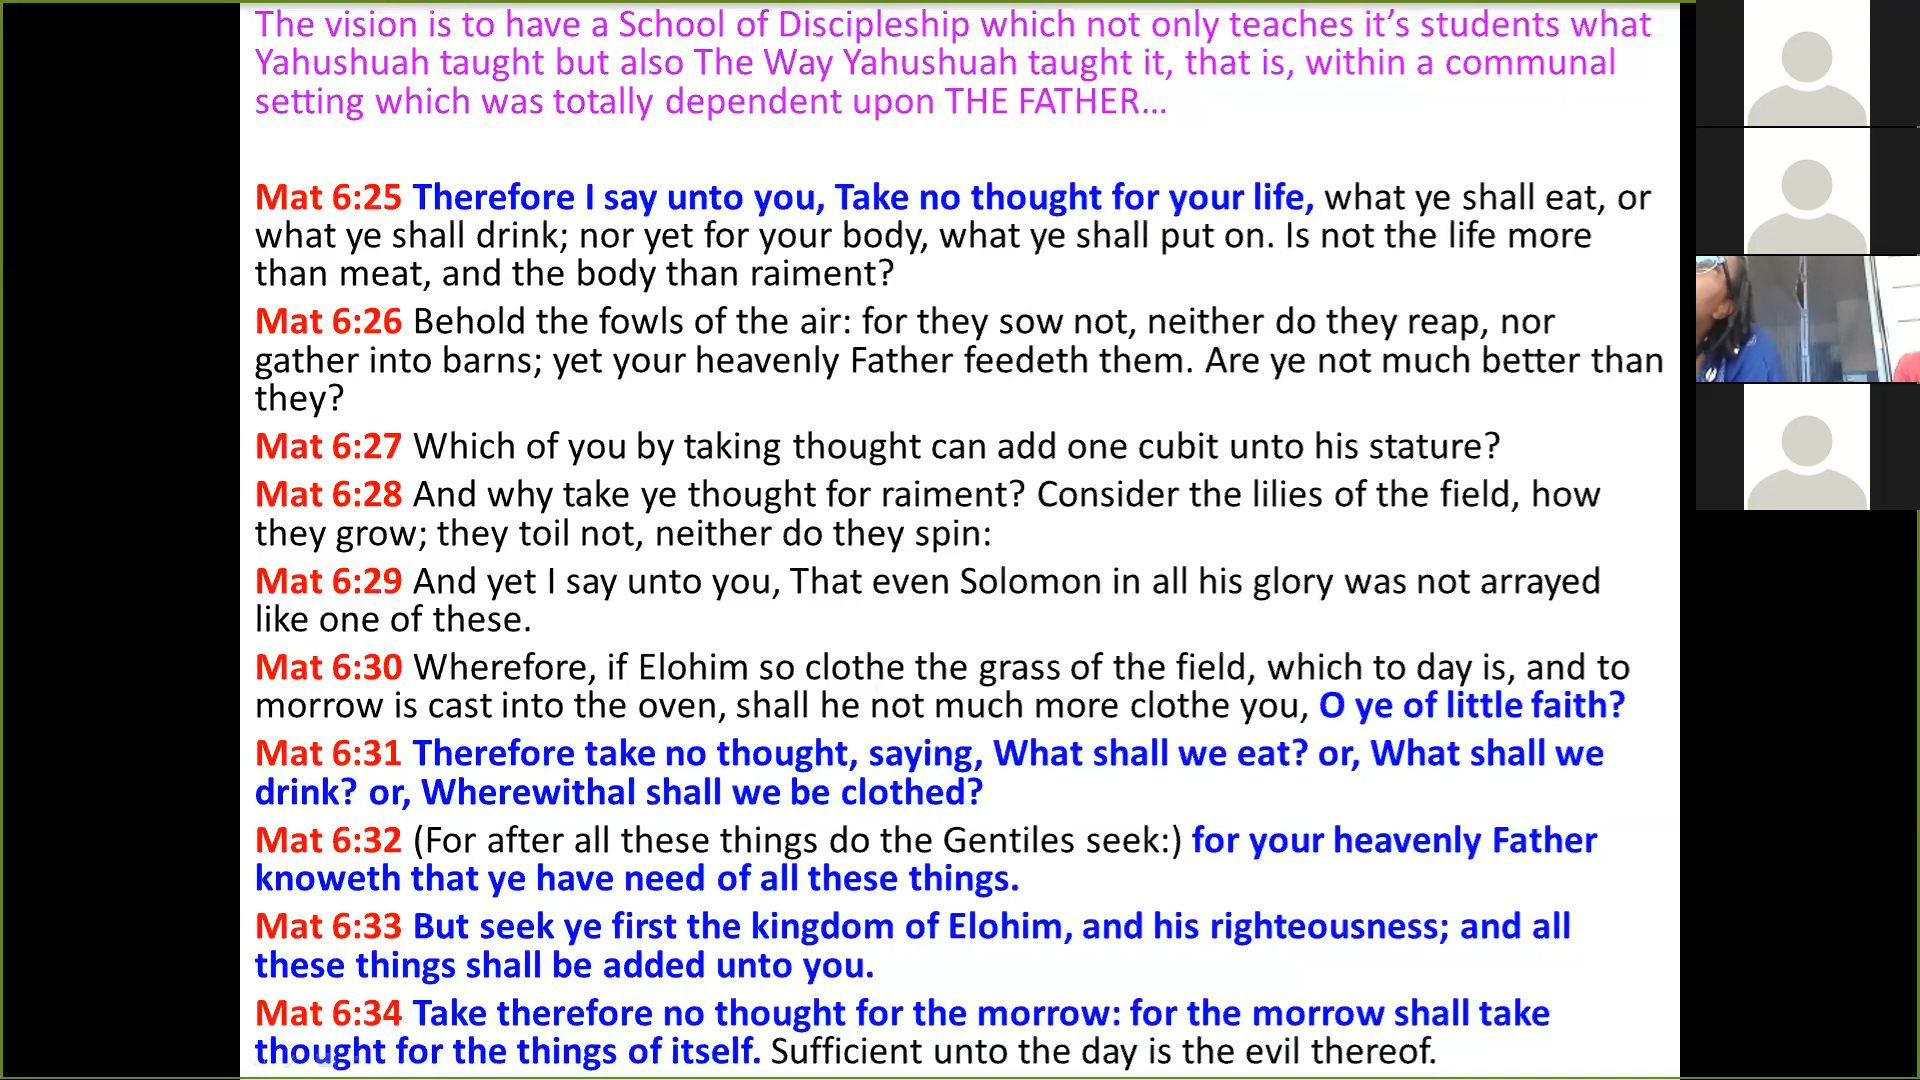 The vision is to have a School of Discipleship which not only teaches it's students what
Yahushuah taught but also The Way Yahushuah taught it, that is, within a communal
setting which was totally dependent upon THE FATHER...
Mat 6:25 Therefore I say unto you, Take no thought for your life, what ye shall eat, or
what ye shall drink; nor yet for your body, what ye shall put on. Is not the life more
than meat, and the body than raiment?
Mat 6:26 Behold the fowls of the air: for they sow not, neither do they reap, nor
gather into barns; yet your heavenly Father feedeth them. Are ye not much better than
they?
Mat 6:27 Which of you by taking thought can add one cubit unto his stature?
Mat 6:28 And why take ye thought for raiment? Consider the lilies of the field, how
they grow; they toil not, neither do they spin:
Mat 6:29 And yet I say unto you, That even Solomon in all his glory was not arrayed
like one of these.
Mat 6:30 Wherefore, if Elohim so clothe the grass of the field, which to day is, and to
morrow is cast into the oven, shall he not much more clothe you, O ye of little faith?
Mat 6:31 Therefore take no thought, saying, What shall we eat? or, What shall we
drink? or, Wherewithal shall we be clothed?
Mat 6:32 (For after all these things do the Gentiles seek:) for your heavenly Father
knoweth that ye have need of all these things.
Mat 6:33 But seek ye first the kingdom of Elohim, and his righteousness; and all
these things shall be added unto you.
Mat 6:34 Take therefore no thought for the morrow: for the morrow shall take
thought for the things of itself. Sufficient unto the day is the evil thereof.